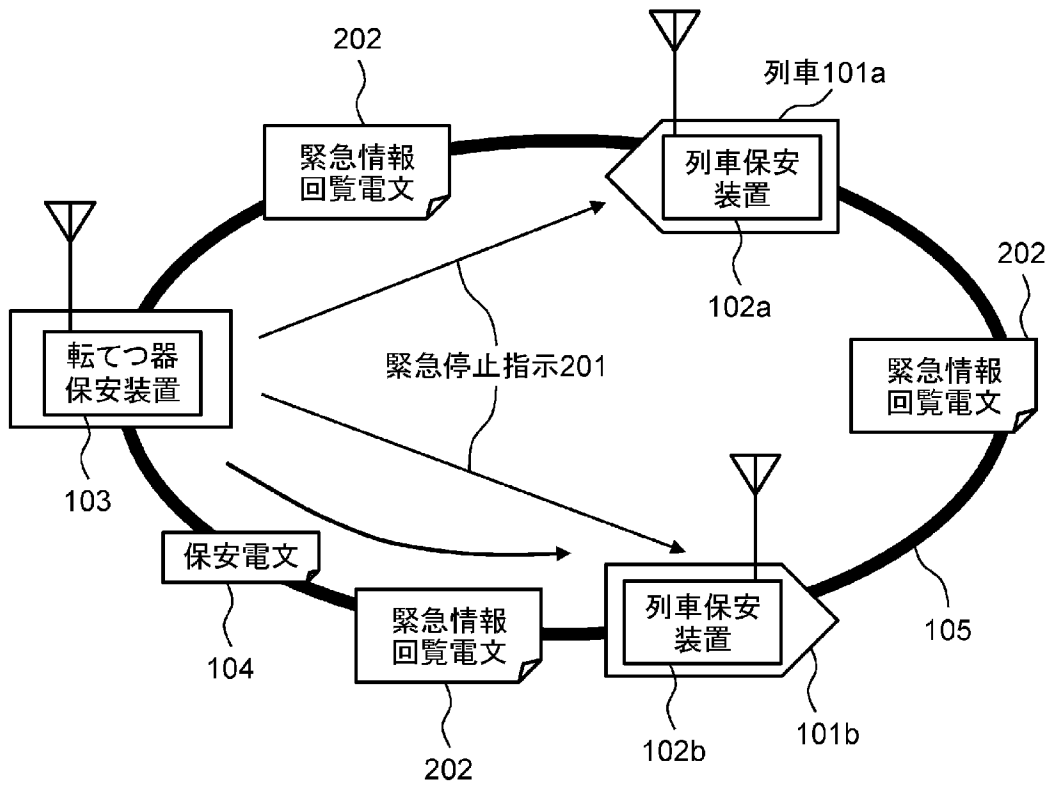 202
列車101a
緊急情報
回覧電文
列車保安
装置
102a
202
転てつ器
保安装置
103
緊急停止指示201
緊急情報
回覧電文
保安電文
104
緊急情報
回覧電文
202
列車保安
装置
102b
101b
105